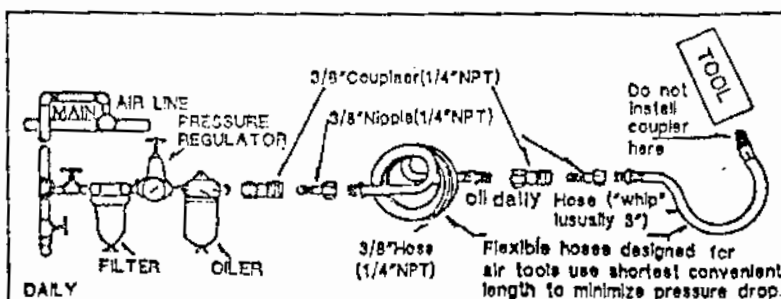 TOOL
3/8"Coupliner(1/4"NPT)
Do not
install
coupler
here
MAIN
AIR LINE
PRESSURE
REGULATOR
3/8"Nipple(1/4"NPT)
oil daily
Hose ("whip"
(usually 3")
3/8"Hose
(1/4"NPT)
Flexible hoses designed for
air tools use shortest convenient
length to minimize pressure drop.
FILTER
OILER
DAILY